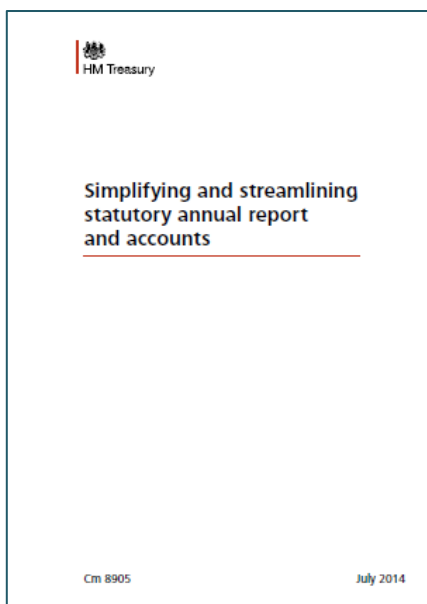 HM Treasury
Simplifying and streamlining
statutory annual report
and accounts
Cm 8905 July 2014